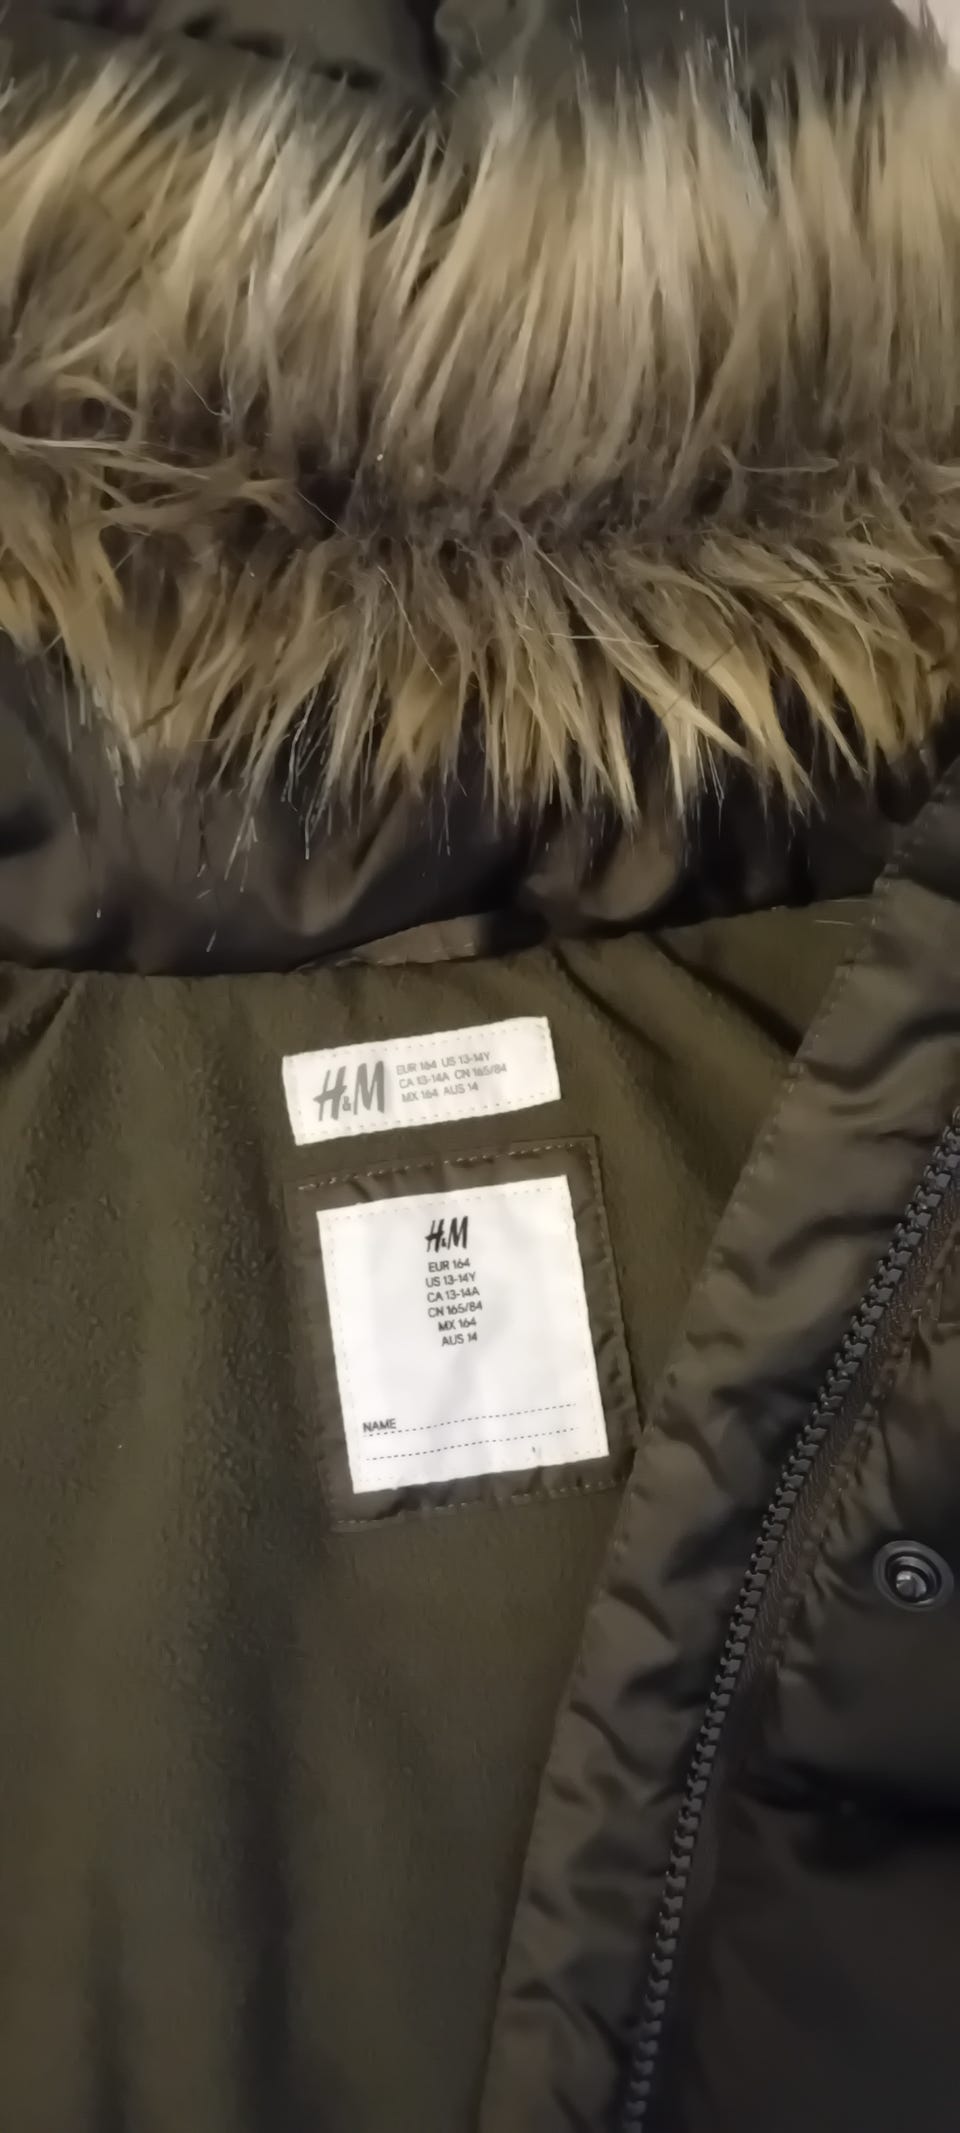 H&M
EUR 164 US 13-14Y
CA 13-14A CN 165/84
MX 164 AUS 14
H&M
EUR 164
US 13-14Y
CA 13-14A
CN 165/84
MX 164
AUS 14
NAME